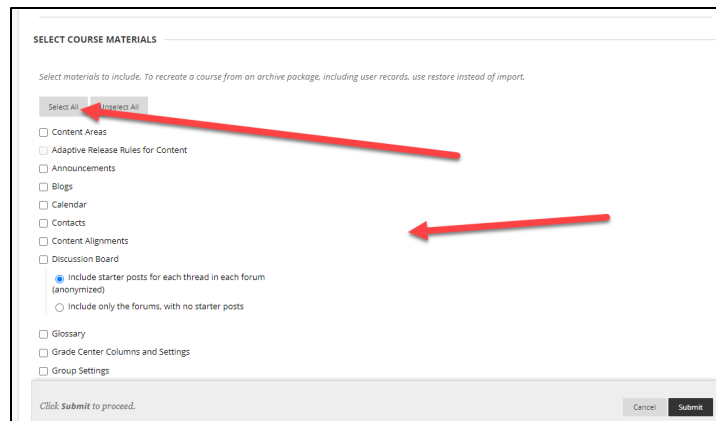 SELECT COURSE MATERIALS
Select materials to include. To recreate a course from an archive package, including user records, use restore instead of import.
Select All Unselect All
Content Areas
Adaptive Release Rules for Content
Announcements
Blogs
Calendar
Contacts
Content Alignments
Discussion Board
Include starter posts for each thread in each forum
(anonymized)
Include only the forums, with no starter posts
Glossary
Grade Center Columns and Settings
Group Settings
Click Submit to proceed.
Cancel Submit